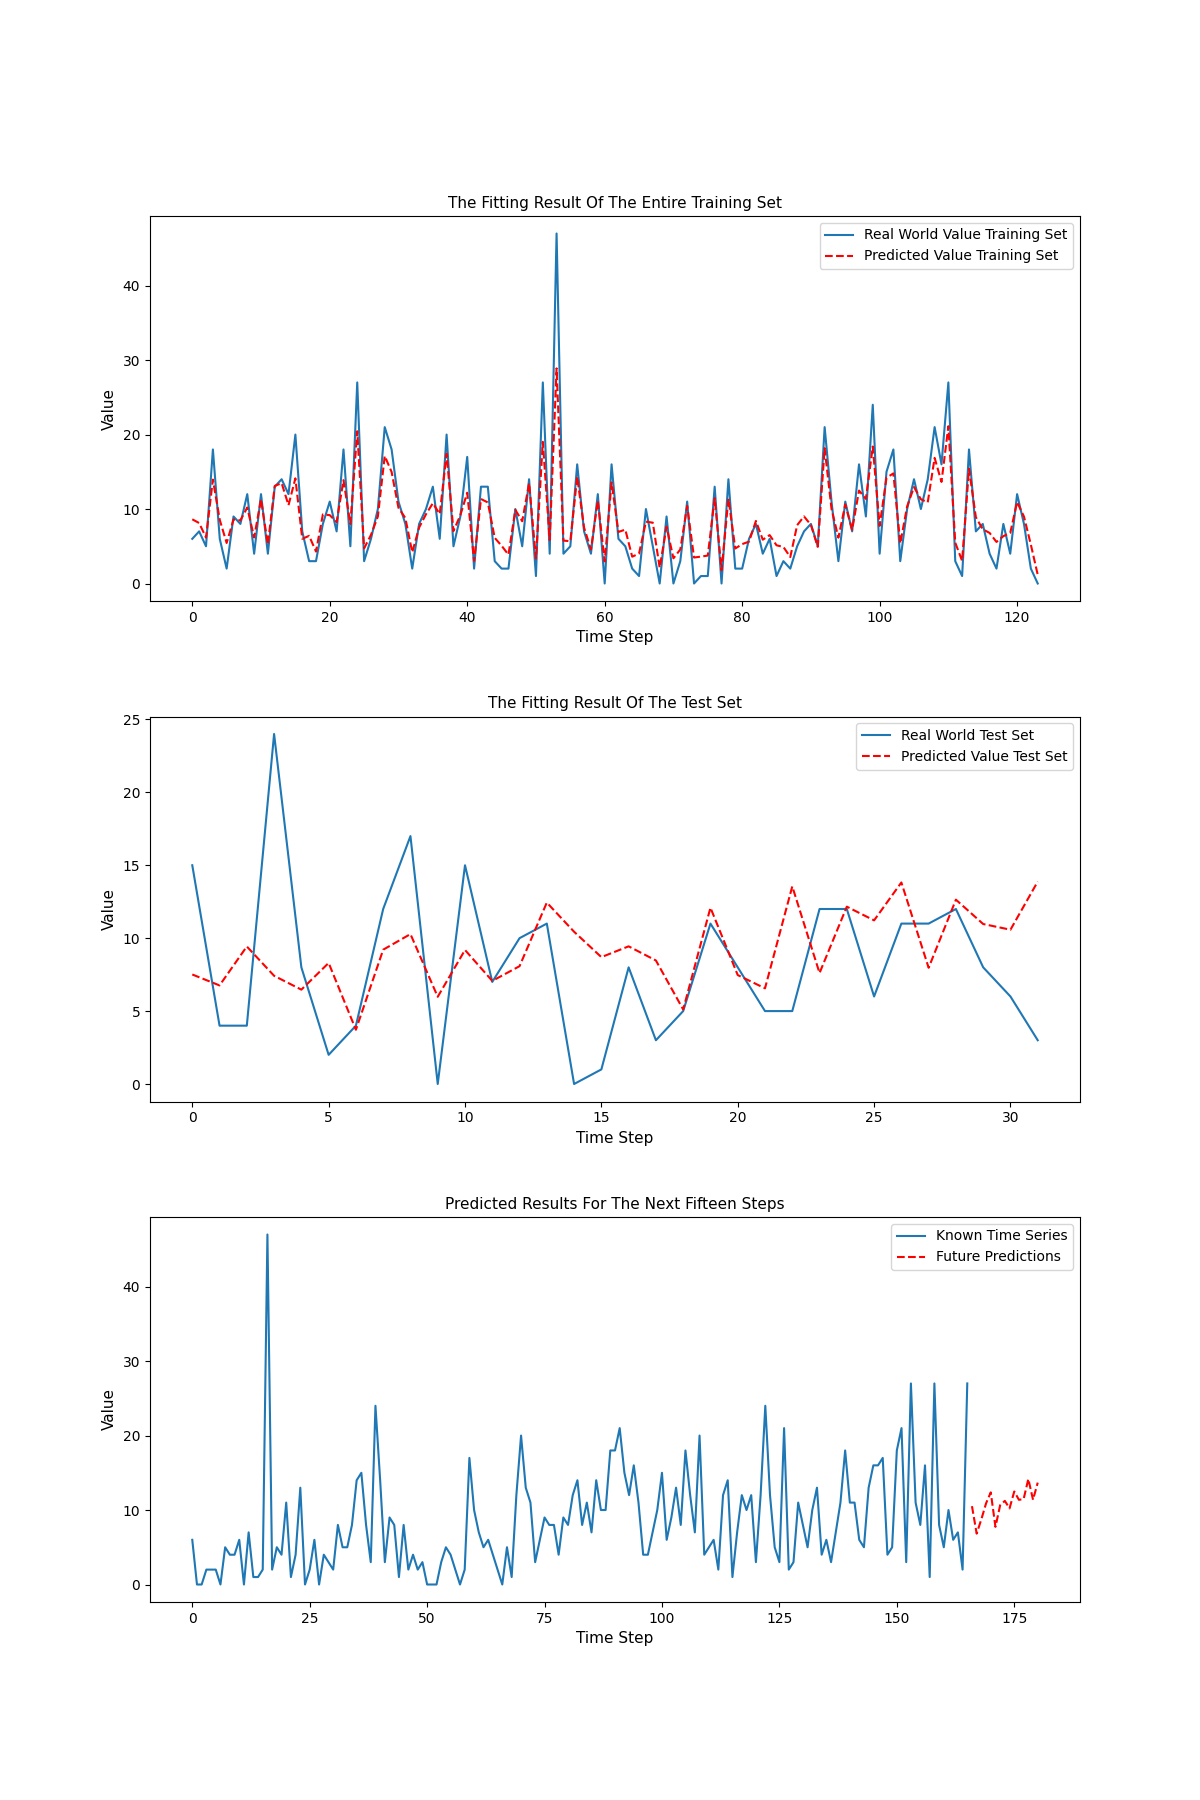 The Fitting Result Of The Entire Training Set
Real World Value Training Set
Predicted Value Training Set
40
30
20
10
0
Value
0 20 40 60 80 100 120
Time Step
The Fitting Result Of The Test Set
Real World Test Set
Predicted Value Test Set
25
20
15
10
5
0
Value
0 5 10 15 20 25 30
Time Step
Predicted Results For The Next Fifteen Steps
Known Time Series
Future Predictions
40
30
20
10
0
Value
0 25 50 75 100 125 150 175
Time Step